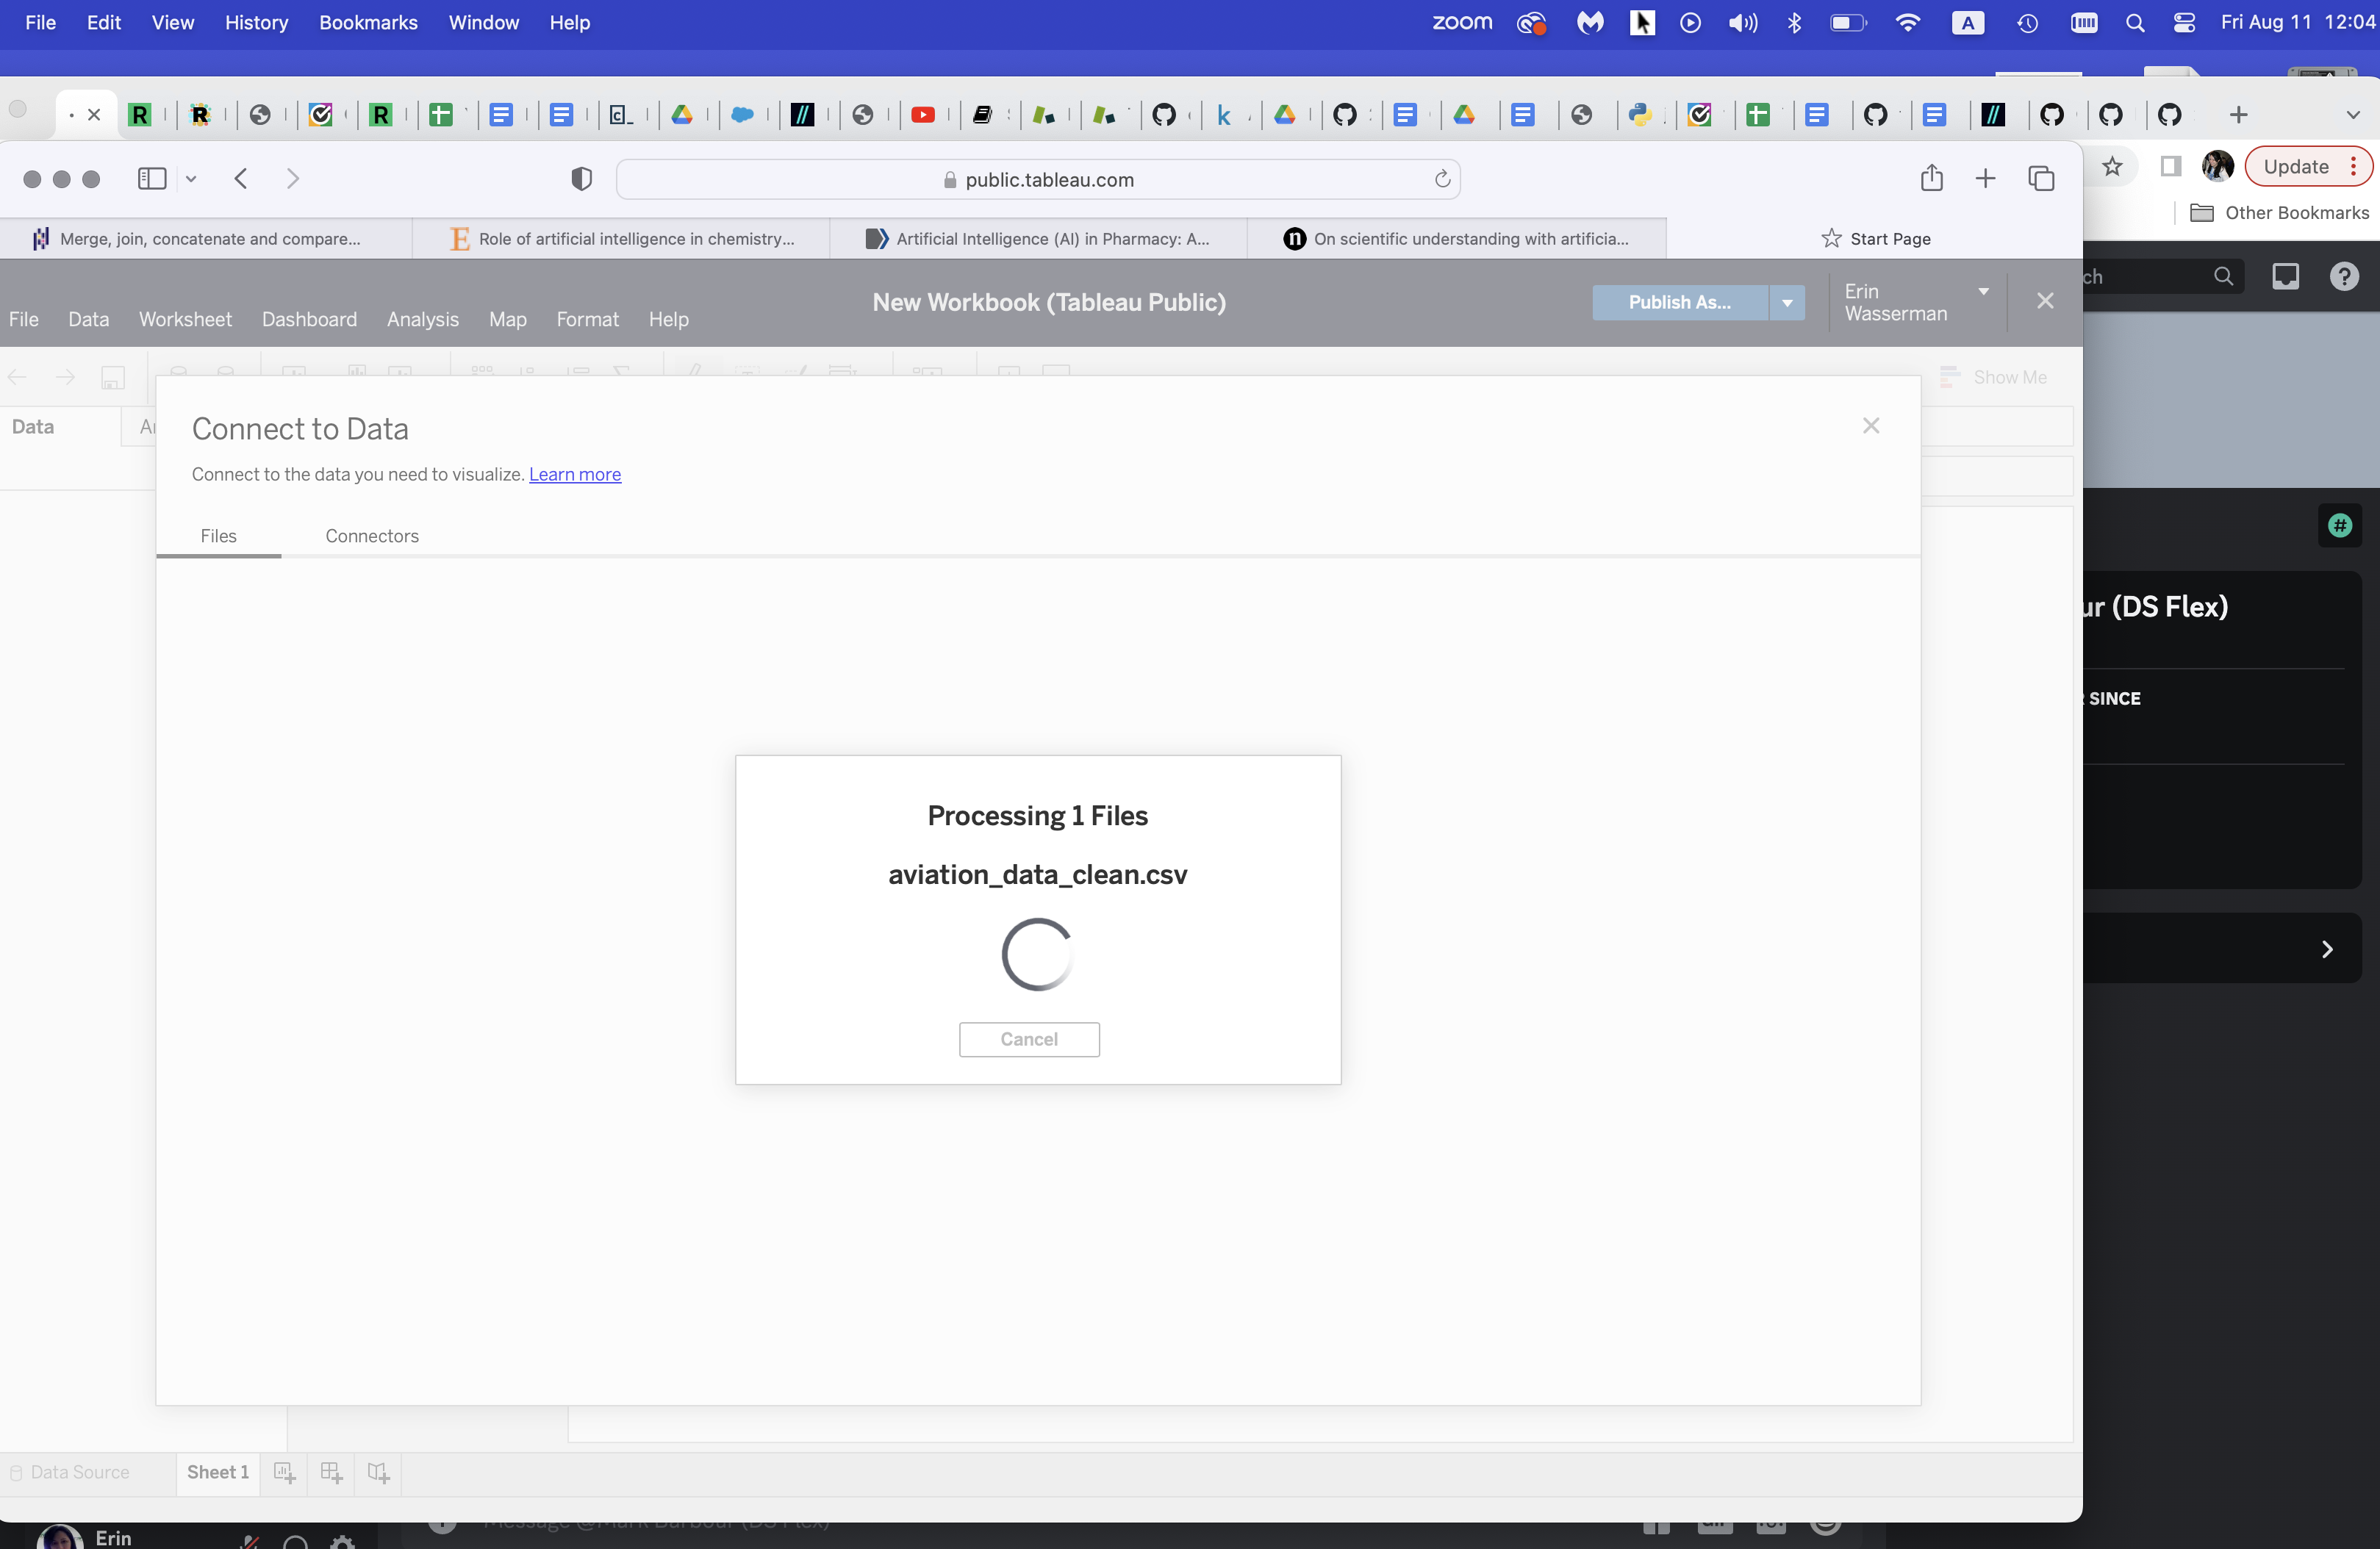 File Edit View History Bookmarks Window Help zoom A Fri Aug 11 12:04
Update
Other Bookmarks
public.tableau.com
Merge, join, concatenate and compare... Role of artificial intelligence in chemistry... Artificial Intelligence (AI) in Pharmacy: A... On scientific understanding with artificia... Start Page
New Workbook (Tableau Public)
Publish As...
Erin
Wasserman
File Data Worksheet Dashboard Analysis Map Format Help
Show Me
Data
Connect to Data
Connect to the data you need to visualize. Learn more
Files Connectors
(DS Flex)
SINCE
Processing 1 Files
aviation_data_clean.csv
Cancel
Data Source Sheet 1
Erin